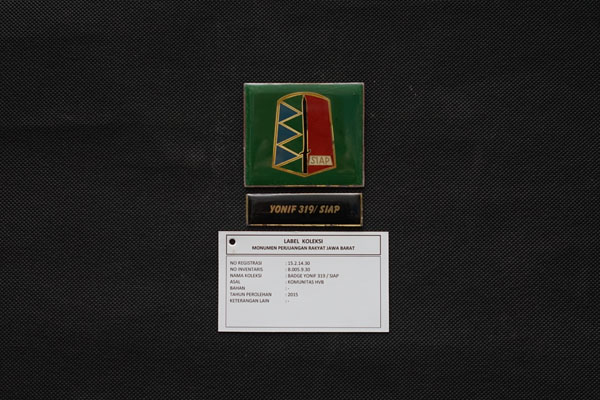 SIAP
YONIF 319/ SIAP
LABEL KOLEKSI
MONUMEN PERJUANGAN RAKYAT JAWA BARAT
NO REGISTRASI : 15.2.14.30
NO INVENTARIS : B.005.9.30
NAMA KOLEKSI : BADGE YONIF 319 / SIAP
ASAL : KOMUNITAS HVB
BAHAN : -
TAHUN PEROLEHAN : 2015
KETERANGAN LAIN : -